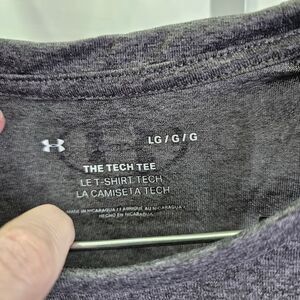 LG / G / G
THE TECH TEE
LE T-SHIRT TECH
LA CAMISETA TECH
MADE IN NICARAGUA / FABRIQUÉ AU NICARAGUA
HECHO EN NICARAGUA